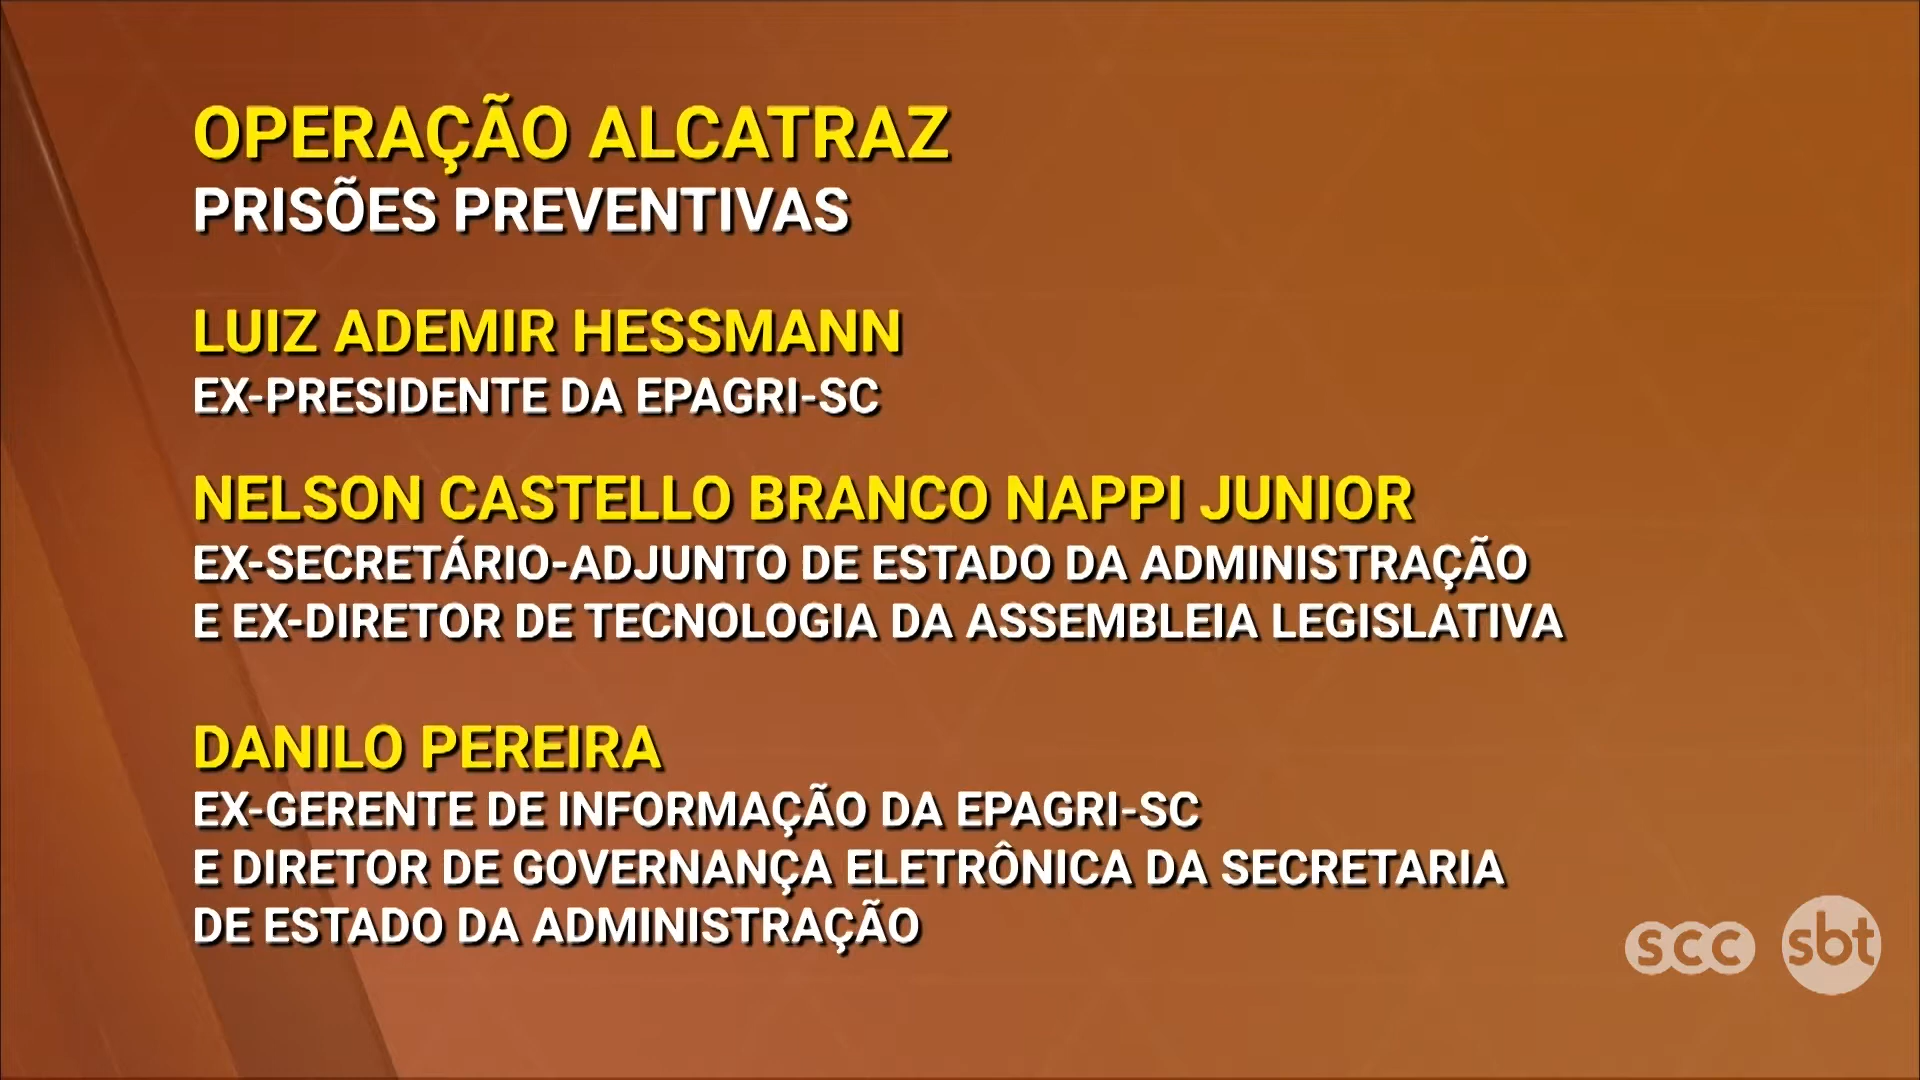 OPERAÇÃO ALCATRAZ
PRISÕES PREVENTIVAS
LUIZ ADEMIR HESSMANN
EX-PRESIDENTE DA EPAGRI-SC
NELSON CASTELLO BRANCO NAPPI JUNIOR
EX-SECRETÁRIO-ADJUNTO DE ESTADO DA ADMINISTRAÇÃO
E EX-DIRETOR DE TECNOLOGIA DA ASSEMBLEIA LEGISLATIVA
DANILO PEREIRA
EX-GERENTE DE INFORMAÇÃO DA EPAGRI-SC
E DIRETOR DE GOVERNANÇA ELETRÔNICA DA SECRETARIA
DE ESTADO DA ADMINISTRAÇÃO
scc sbt